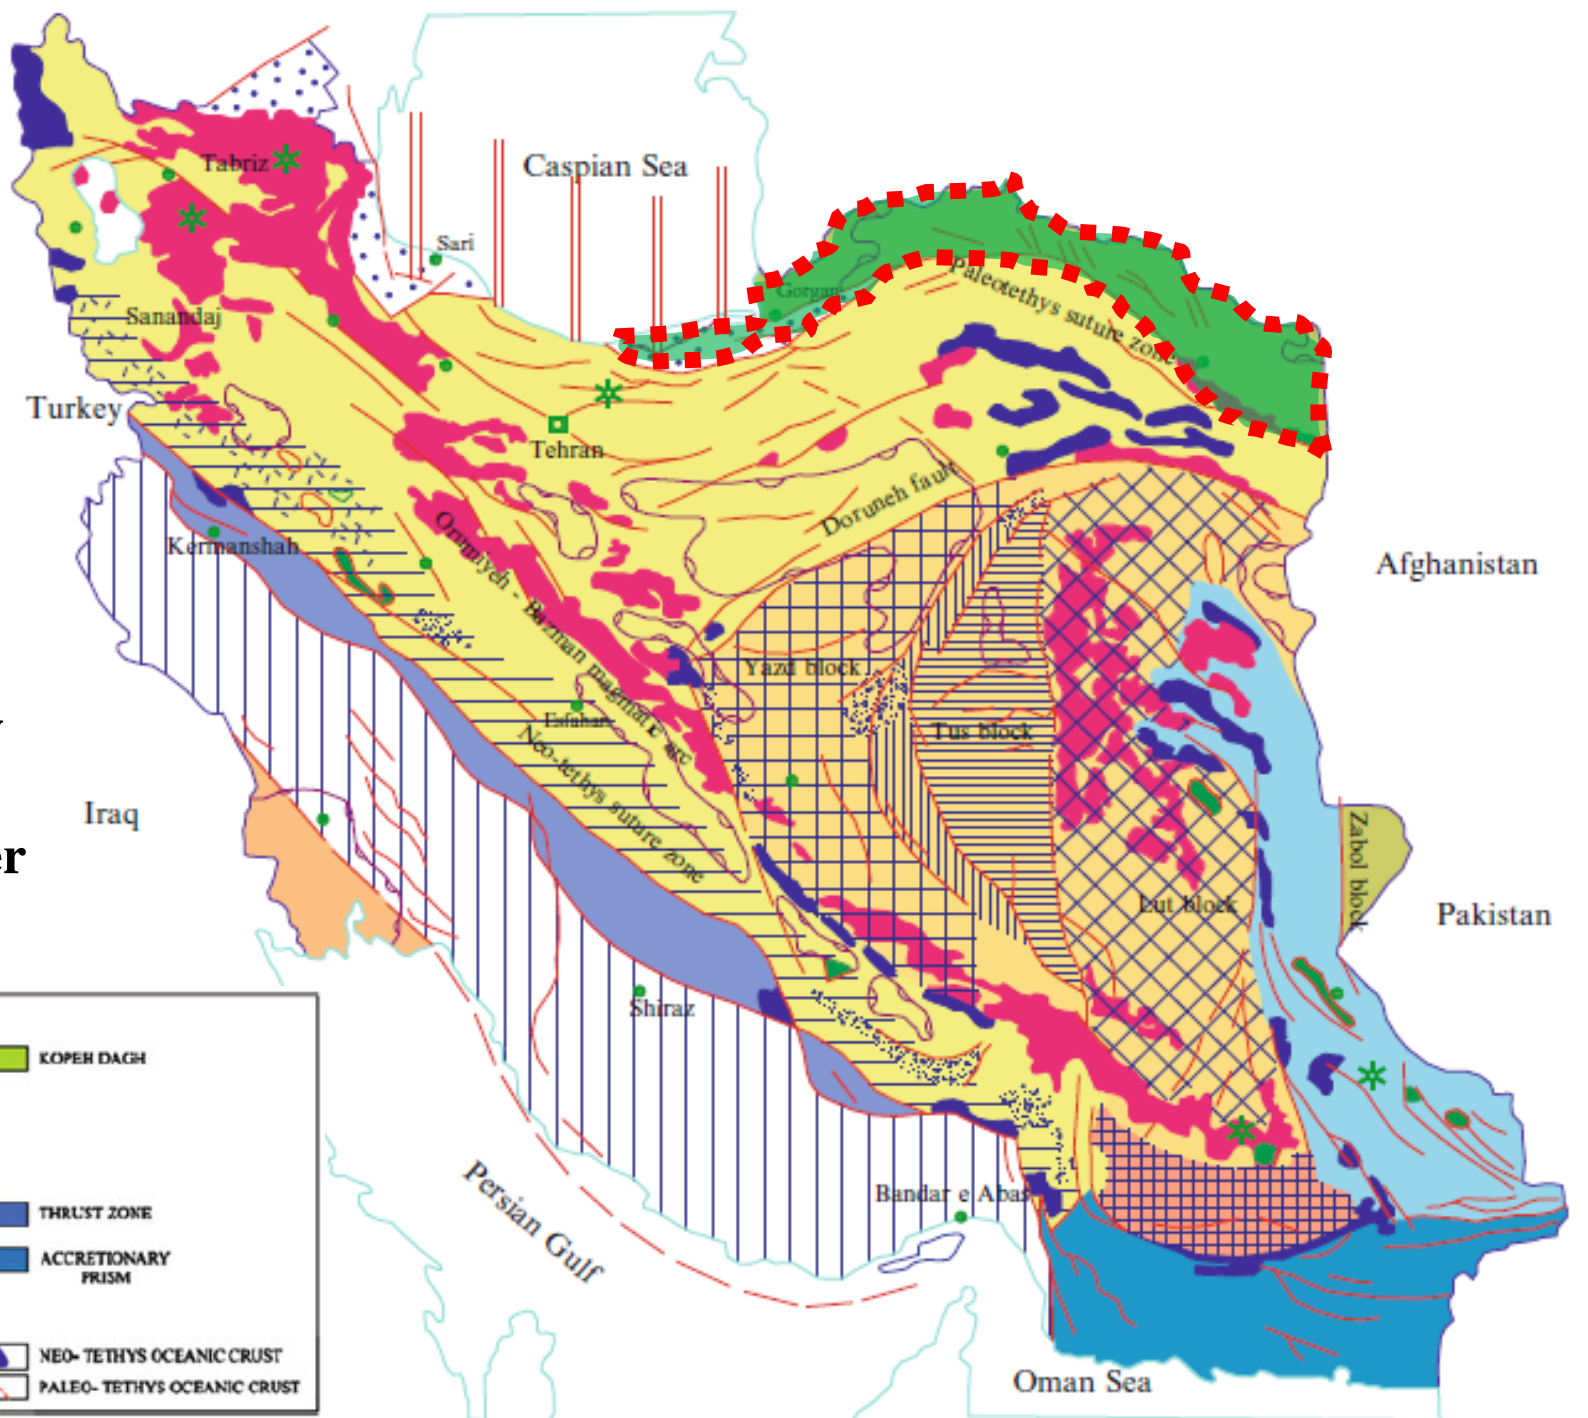 Caspian Sea
Tabriz
Sari
Gorgan
Paleotethys suture zone
Sanandaj
Turkey
Tehran
Doruneh fault
Kermanshah
Afghanistan
Orumiyeh - Bazman magmatic arc
Yazd block
Esfahan
Tus block
Neo-tethys suture zone
Iraq
er
Zabol block
Lut block
Pakistan
Shiraz
KOPEH DAGH
Persian Gulf
Bandar e Abas
THRUST ZONE
ACCRETIONARY
PRISM
NEO- TETHYS OCEANIC CRUST
PALEO- TETHYS OCEANIC CRUST
Oman Sea